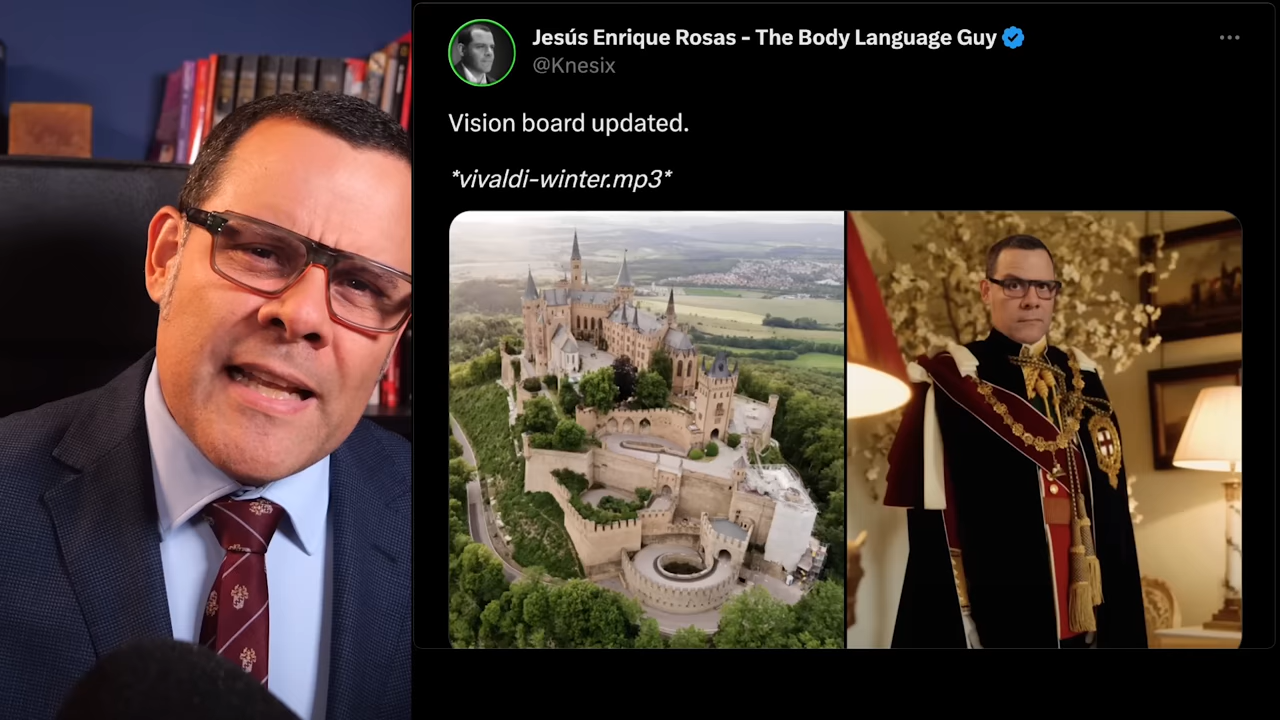 Jesús Enrique Rosas - The Body Language Guy
@Knesix
Vision board updated.
*vivaldi-winter.mp3*